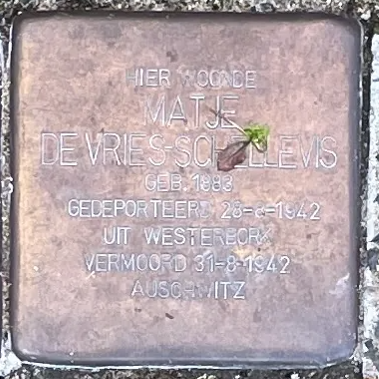 HIER WOONDE
MATJE
DE VRIES-SCHELLEVIS
GEB. 1883
GEDEPORTEERD 28-8-1942
UIT WESTERBORK
VERMOORD 31-8-1942
AUSCHWITZ